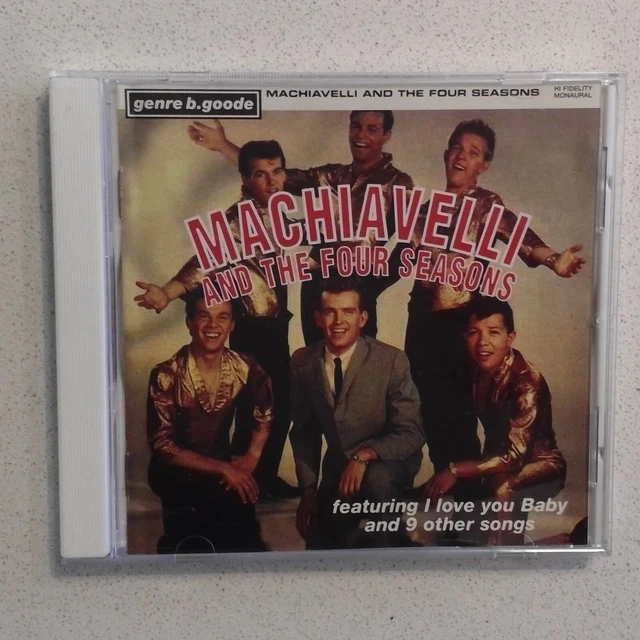 genre b.goode
MACHIAVELLI AND THE FOUR SEASONS
HI FIDELITY
MONAURAL
MACHIAVELLI
AND THE FOUR SEASONS
featuring I love you Baby
and 9 other songs